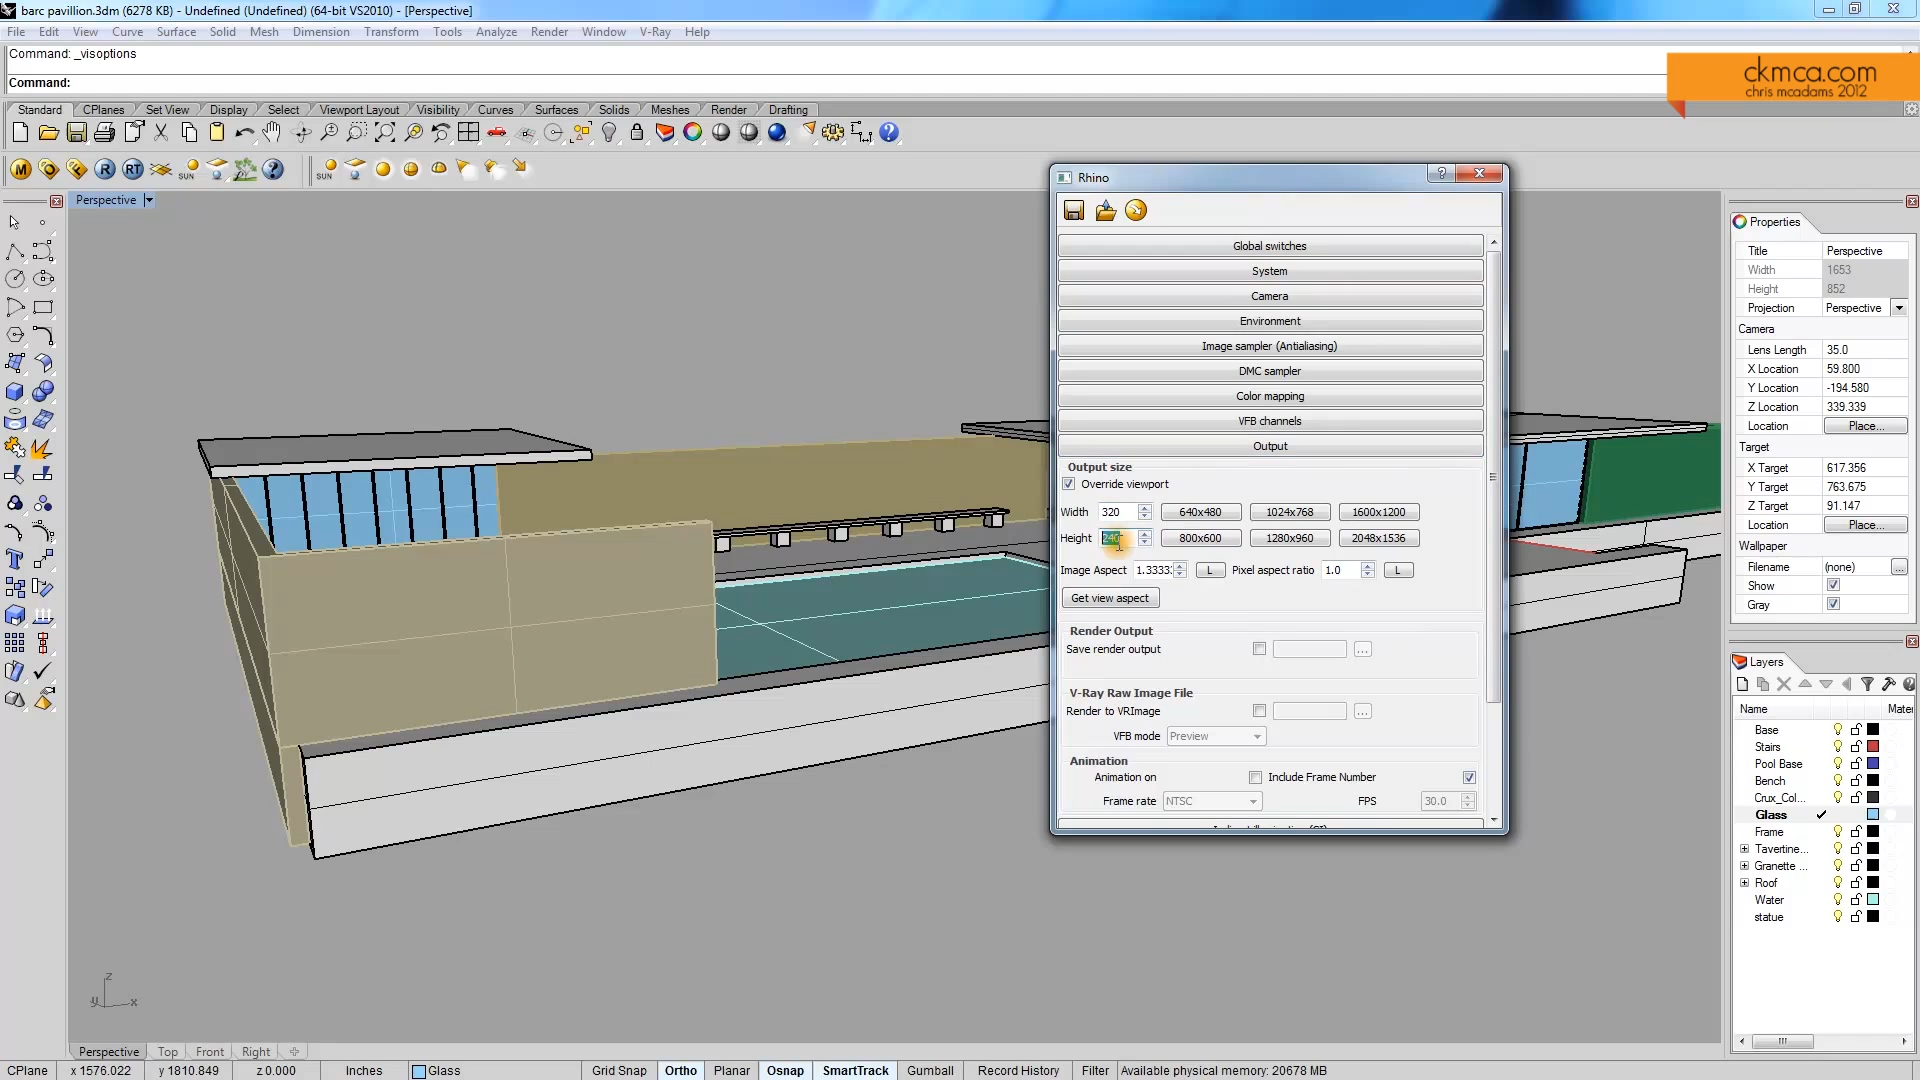 barc pavillion.3dm (6278 KB) - Undefined (Undefined) (64-bit VS2010) - [Perspective]
File Edit View Curve Surface Solid Mesh Dimension Transform Tools Analyze Render Window V-Ray Help
Command: _visoptions
Command:
ckmca.com
chris mcadams 2012
Standard CPlanes Set View Display Select Viewport Layout Visibility Curves Surfaces Solids Meshes Render Drafting
M O R RT SUN SUN
Perspective
Rhino
Global switches
System
Camera
Environment
Image sampler (Antialiasing)
DMC sampler
Color mapping
VFB channels
Output
Output size
Override viewport
Width 320 640x480 1024x768 1600x1200
Height 240 800x600 1280x960 2048x1536
Image Aspect 1.3333 L Pixel aspect ratio 1.0 L
Get view aspect
Render Output
Save render output ...
V-Ray Raw Image File
Render to VRImage ...
VFB mode Preview
Animation
Animation on Include Frame Number
Frame rate NTSC FPS 30.0
Properties
Title Perspective
Width 1653
Height 852
Projection Perspective
Camera
Lens Length 35.0
X Location 59.800
Y Location -194.580
Z Location 339.339
Location Place...
Target
X Target 617.356
Y Target 763.675
Z Target 91.147
Location Place...
Wallpaper
Filename (none) ...
Show
Gray
Layers
Name Mater
Base
Stairs
Pool Base
Bench
Crux_Col...
Glass
Frame
Tavertine...
Granette ...
Roof
Water
statue
z
y x
Perspective Top Front Right
CPlane x 1576.022 y 1810.849 z 0.000 Inches Glass Grid Snap Ortho Planar Osnap SmartTrack Gumball Record History Filter Available physical memory: 20678 MB